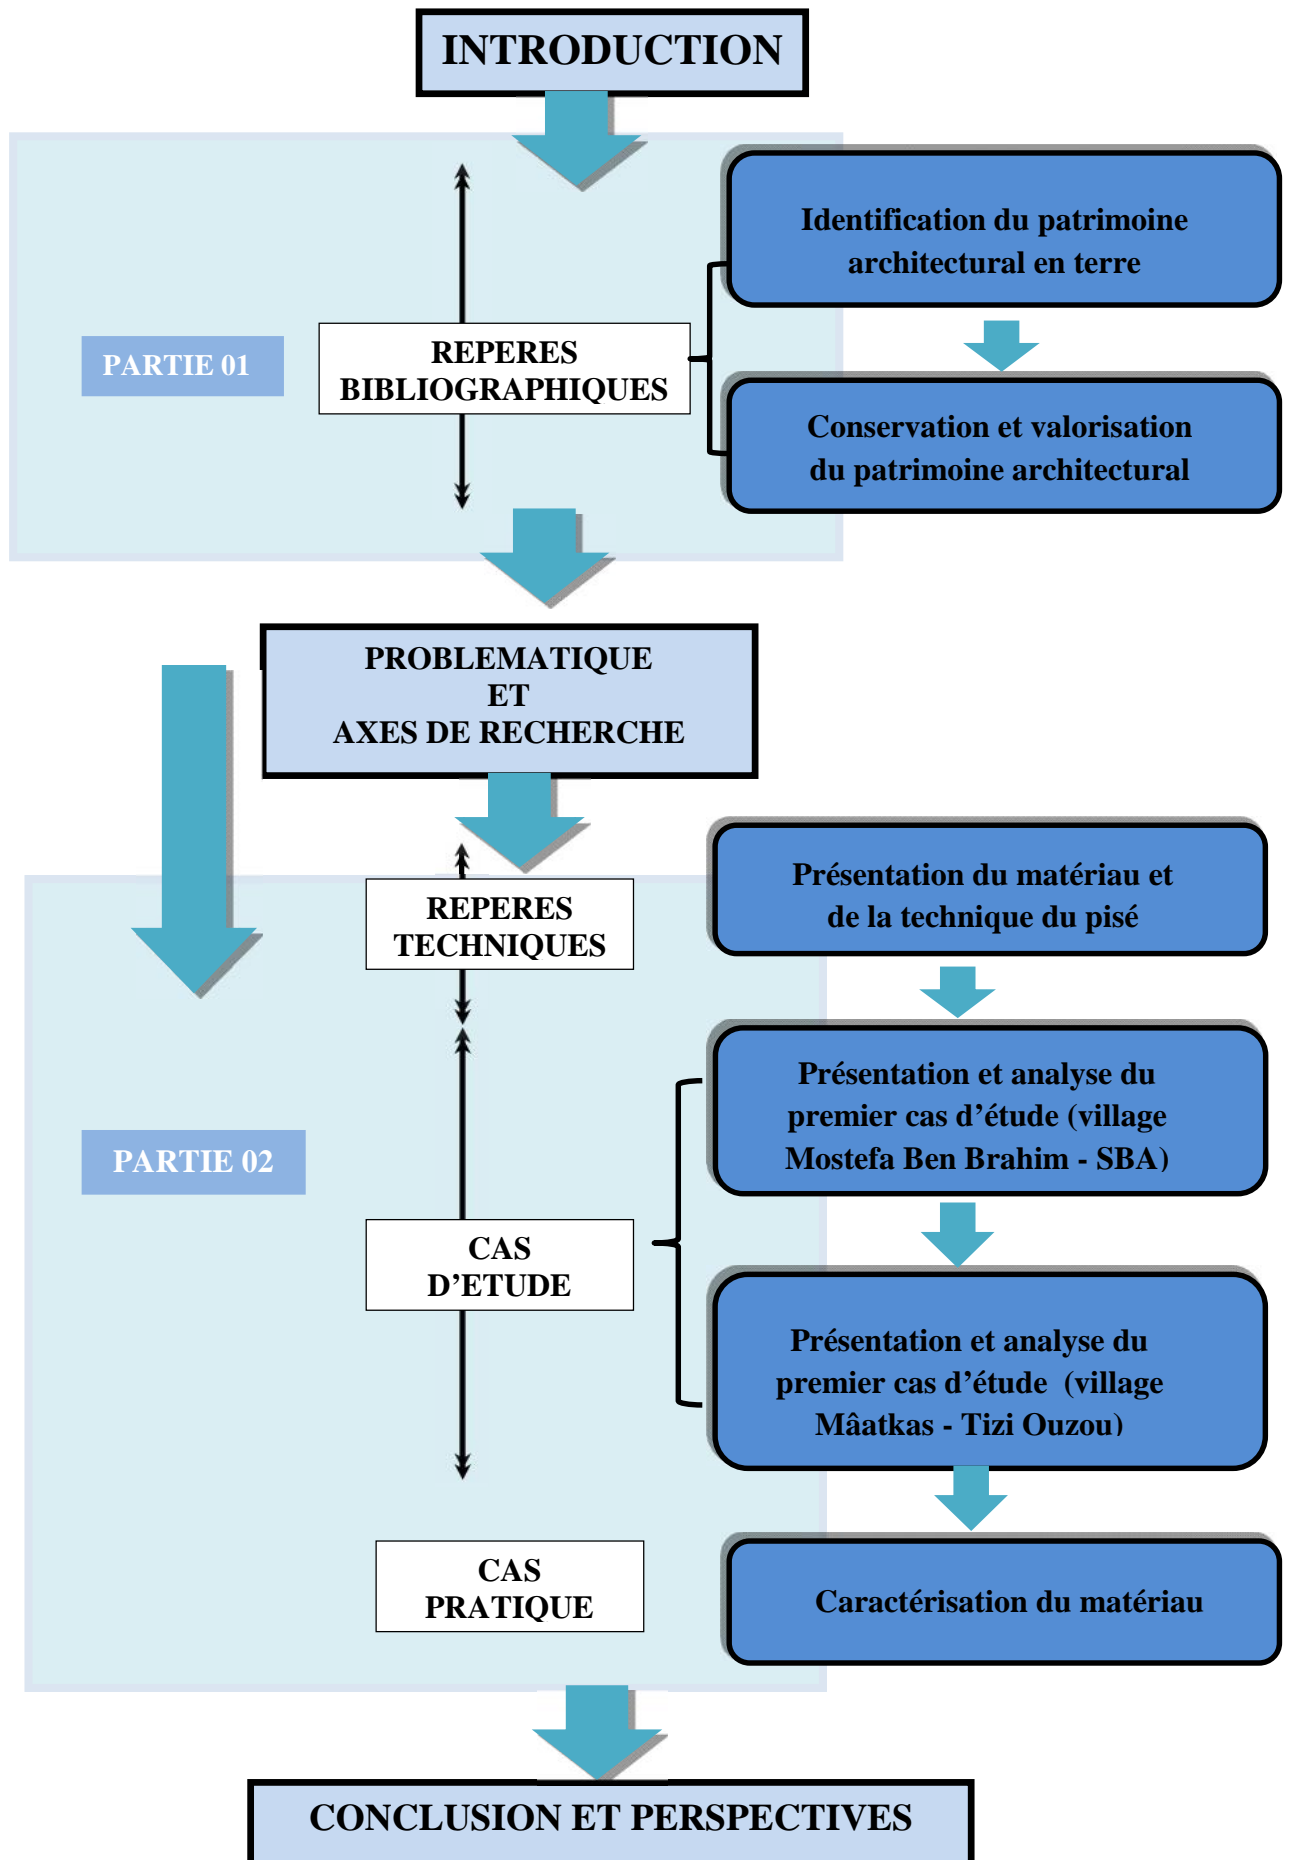 INTRODUCTION
Identification du patrimoine
architectural en terre
PARTIE 01
REPERES
BIBLIOGRAPHIQUES
Conservation et valorisation
du patrimoine architectural
PROBLEMATIQUE
ET
AXES DE RECHERCHE
REPERES
TECHNIQUES
Présentation du matériau et
de la technique du pisé
Présentation et analyse du
premier cas d’étude (village
Mostefa Ben Brahim - SBA)
PARTIE 02
CAS
D’ETUDE
Présentation et analyse du
premier cas d’étude (village
Mâatkas - Tizi Ouzou)
CAS
PRATIQUE
Caractérisation du matériau
CONCLUSION ET PERSPECTIVES